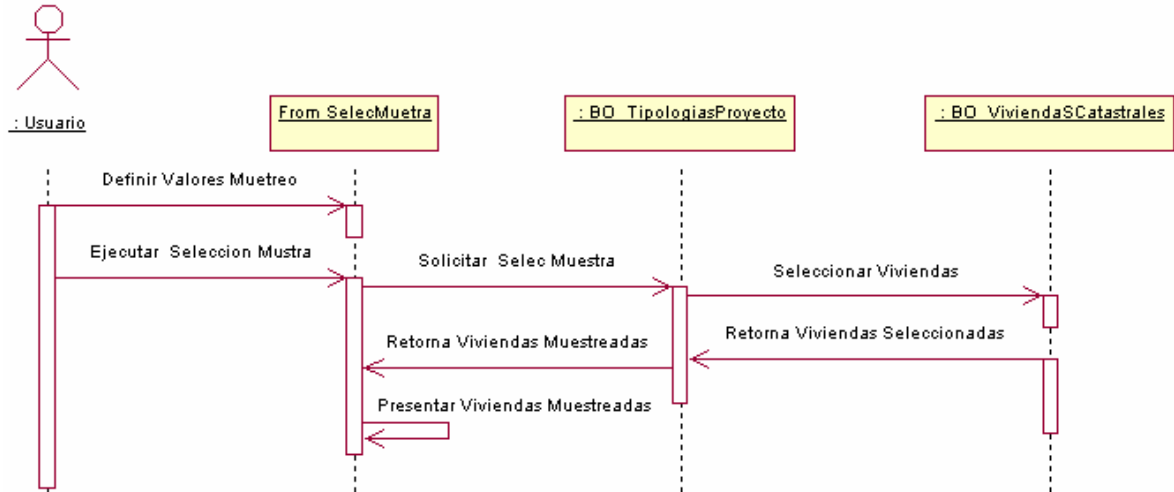 : Usuario
From SelecMuetra
: BO_TipologiasProyecto
: BO_ViviendaSCatastrales
Definir Valores Muetreo
Ejecutar Seleccion Mustra
Solicitar Selec Muestra
Seleccionar Viviendas
Retorna Viviendas Seleccionadas
Retorna Viviendas Muestreadas
Presentar Viviendas Muestreadas